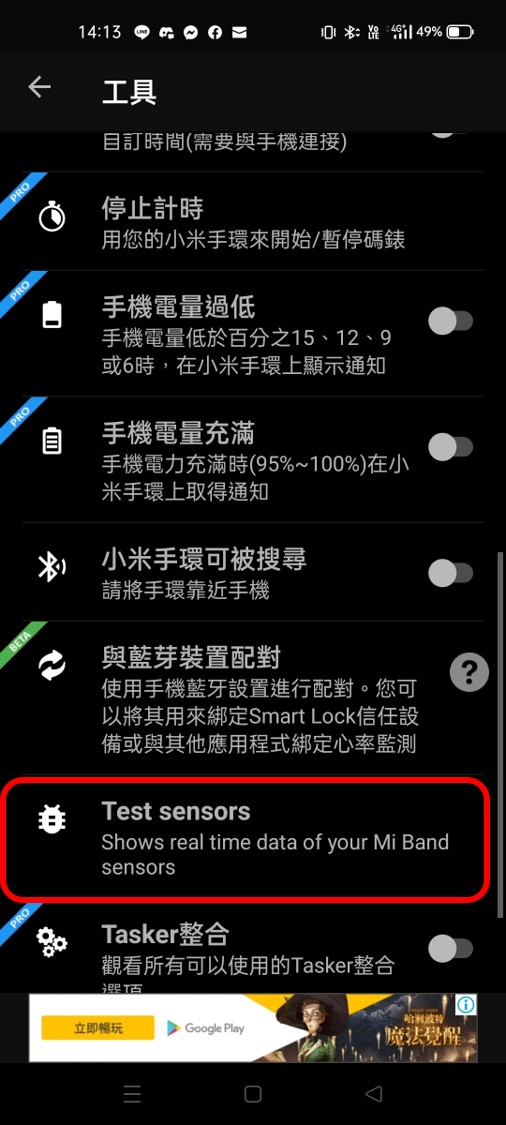 14:13
VO LTE 4G+ 49%
工具
自訂時間(需要與手機連接)
PRO
停止計時
用您的小米手環來開始/暫停碼錶
PRO
手機電量過低
手機電量低於百分之15、12、9
或6時，在小米手環上顯示通知
PRO
手機電量充滿
手機電力充滿時(95%~100%)在小
米手環上取得通知
小米手環可被搜尋
請將手環靠近手機
BETA
與藍芽裝置配對
?
使用手機藍牙設置進行配對。您可
以將其用來綁定Smart Lock信任設
備或與其他應用程式綁定心率監測
Test sensors
Shows real time data of your Mi Band
sensors
PRO
Tasker整合
觀看所有可以使用的Tasker整合
選項
立即暢玩
Google Play
哈利波特
魔法覺醒